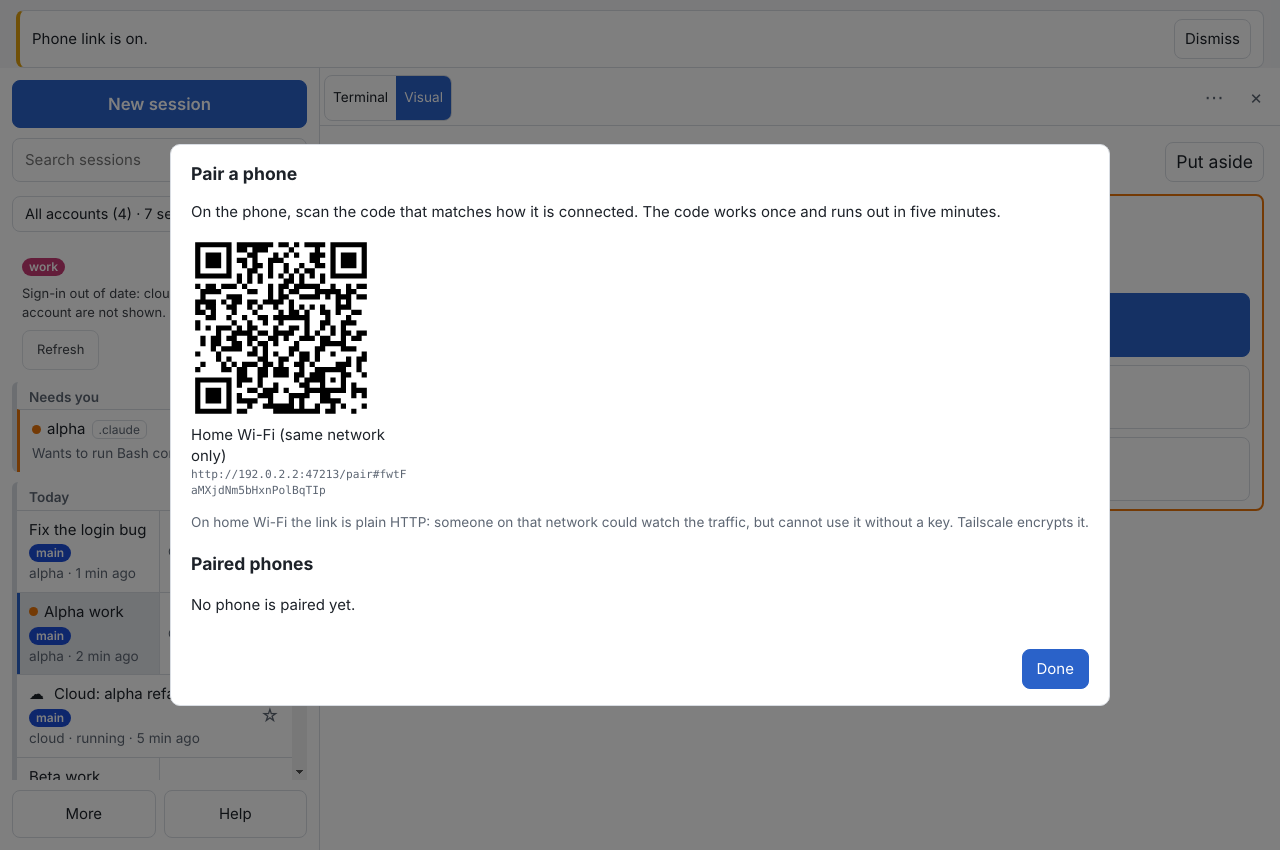 Phone link is on.
Dismiss
New session
Terminal
Visual
Search sessions
Put aside
All accounts (4) · 7 se
work
Sign-in out of date: clou
account are not shown.
Refresh
Needs you
alpha .claude
Wants to run Bash co
Today
Fix the login bug
main
alpha · 1 min ago
Alpha work
main
alpha · 2 min ago
Cloud: alpha refa
main
cloud · running · 5 min ago
Beta work
More
Help
Pair a phone
On the phone, scan the code that matches how it is connected. The code works once and runs out in five minutes.
Home Wi-Fi (same network
only)
http://192.0.2.2:47213/pair#fwtF
aMXjdNm5bHxnPolBqTIp
On home Wi-Fi the link is plain HTTP: someone on that network could watch the traffic, but cannot use it without a key. Tailscale encrypts it.
Paired phones
No phone is paired yet.
Done